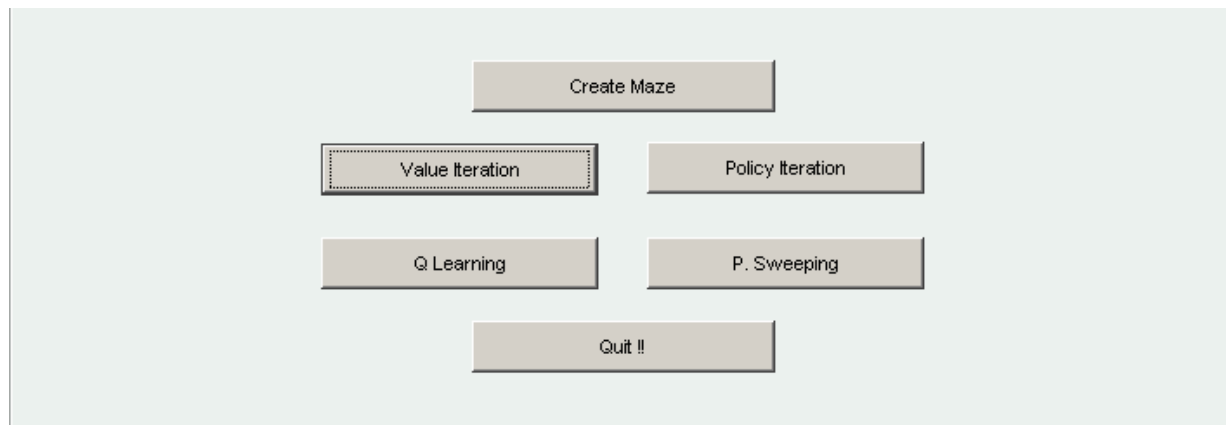 Create Maze
Value Iteration
Policy Iteration
Q Learning
P. Sweeping
Quit !!